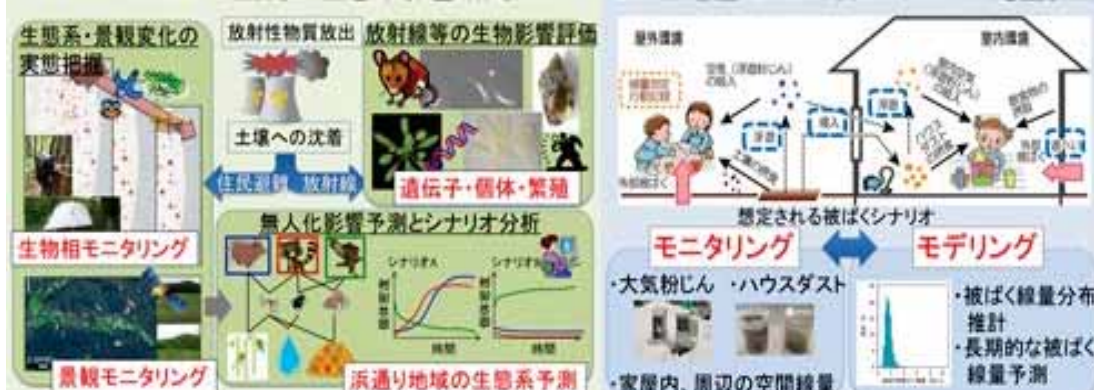 生態系・景観変化の
実態把握
生物相モニタリング
景観モニタリング
放射性物質放出
土壌への沈着
住民避難
放射線
放射線等の生物影響評価
遺伝子・個体・繁殖
無人化影響予測とシナリオ分析
シナリオA
時間
時間
浜通り地域の生態系予測
屋外環境
室内環境
浮遊
侵入
浮遊
想定される被ばくシナリオ
モニタリング
モデリング
・大気粉じん
・ハウスダスト
・家屋内、周辺の空間線量
・被ばく線量分布
推計
・長期的な被ばく
線量予測